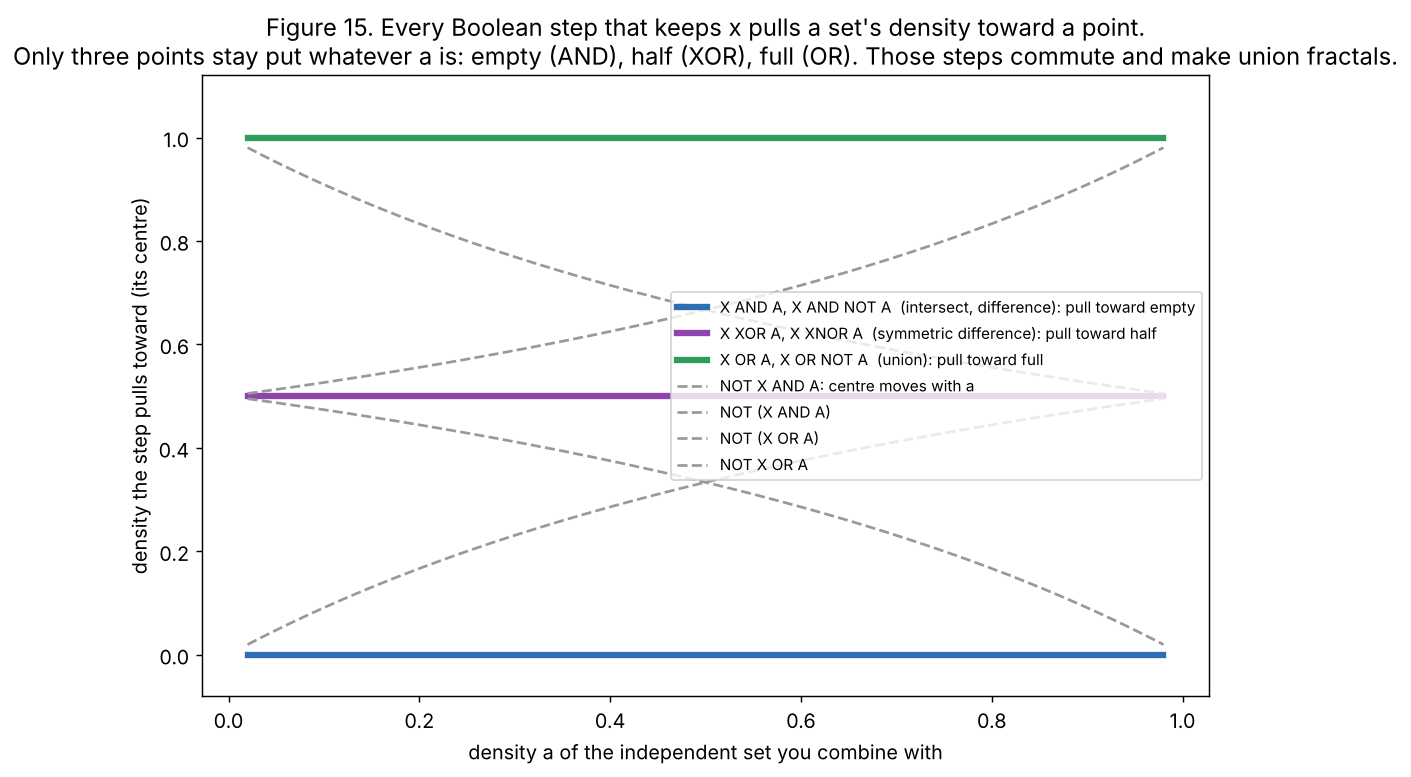 Figure 15. Every Boolean step that keeps x pulls a set's density toward a point.
Only three points stay put whatever a is: empty (AND), half (XOR), full (OR). Those steps commute and make union fractals.
density the step pulls toward (its centre)
1.0
0.8
0.6
0.4
0.2
0.0
X AND A, X AND NOT A (intersect, difference): pull toward empty
X XOR A, X XNOR A (symmetric difference): pull toward half
X OR A, X OR NOT A (union): pull toward full
NOT X AND A: centre moves with a
NOT (X AND A)
NOT (X OR A)
NOT X OR A
0.0 0.2 0.4 0.6 0.8 1.0
density a of the independent set you combine with